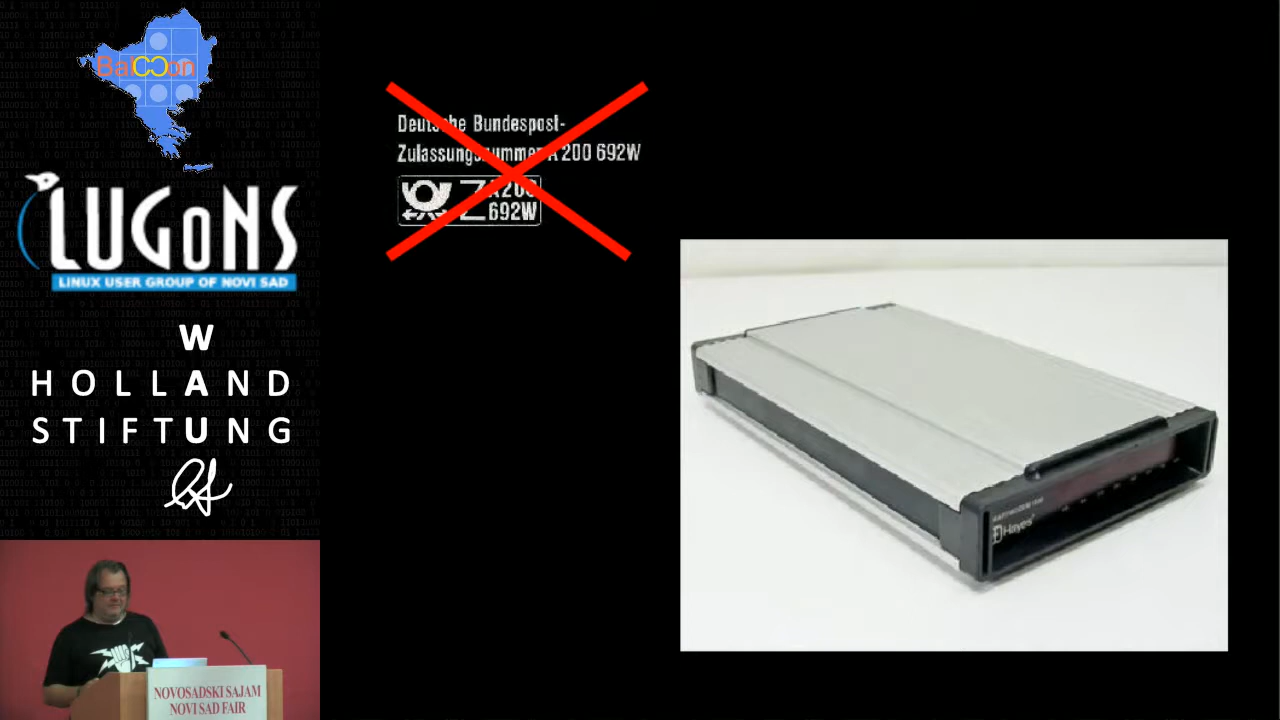 BalCCon
LUGoNS
LINUX USER GROUP OF NOVI SAD
W
HOLLAND
STIFTUNG
Deutsche Bundespost-
Zulassungsnummer A 200 692W
ZA200
692W
Hayes
NOVOSADSKI SAJAM
NOVI SAD FAIR